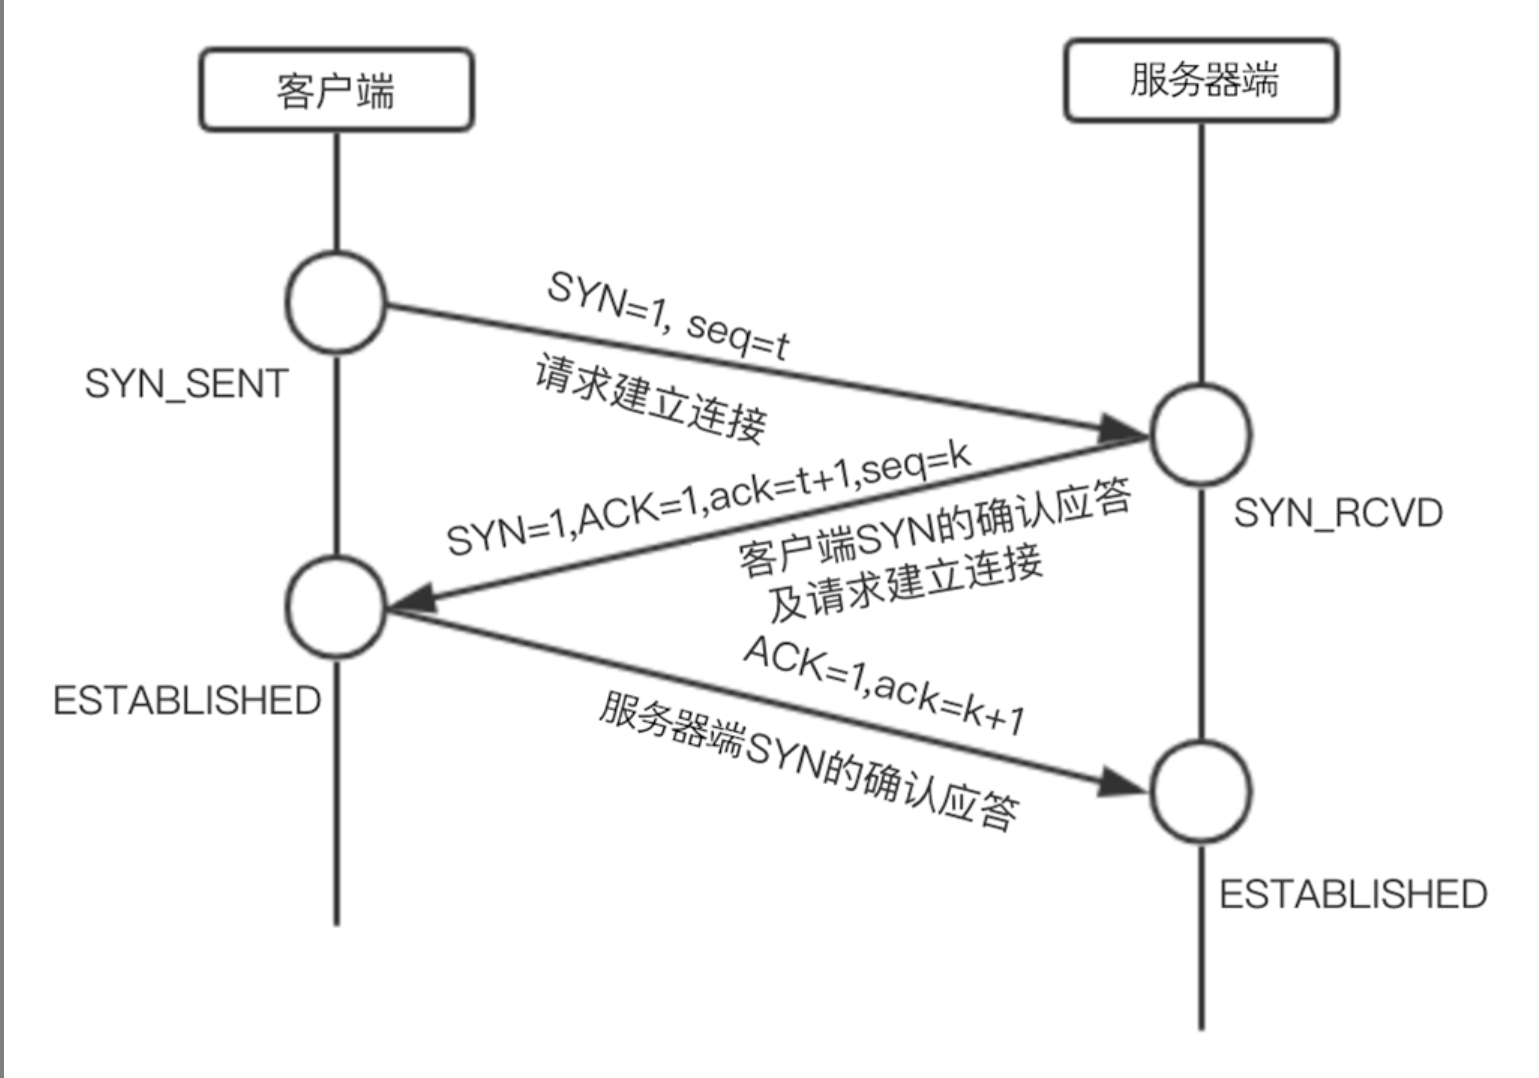 客户端
服务器端
SYN=1, seq=t
请求建立连接
SYN_SENT
SYN=1,ACK=1,ack=t+1,seq=k
客户端SYN的确认应答
及请求建立连接
SYN_RCVD
ACK=1,ack=k+1
服务器端SYN的确认应答
ESTABLISHED
ESTABLISHED